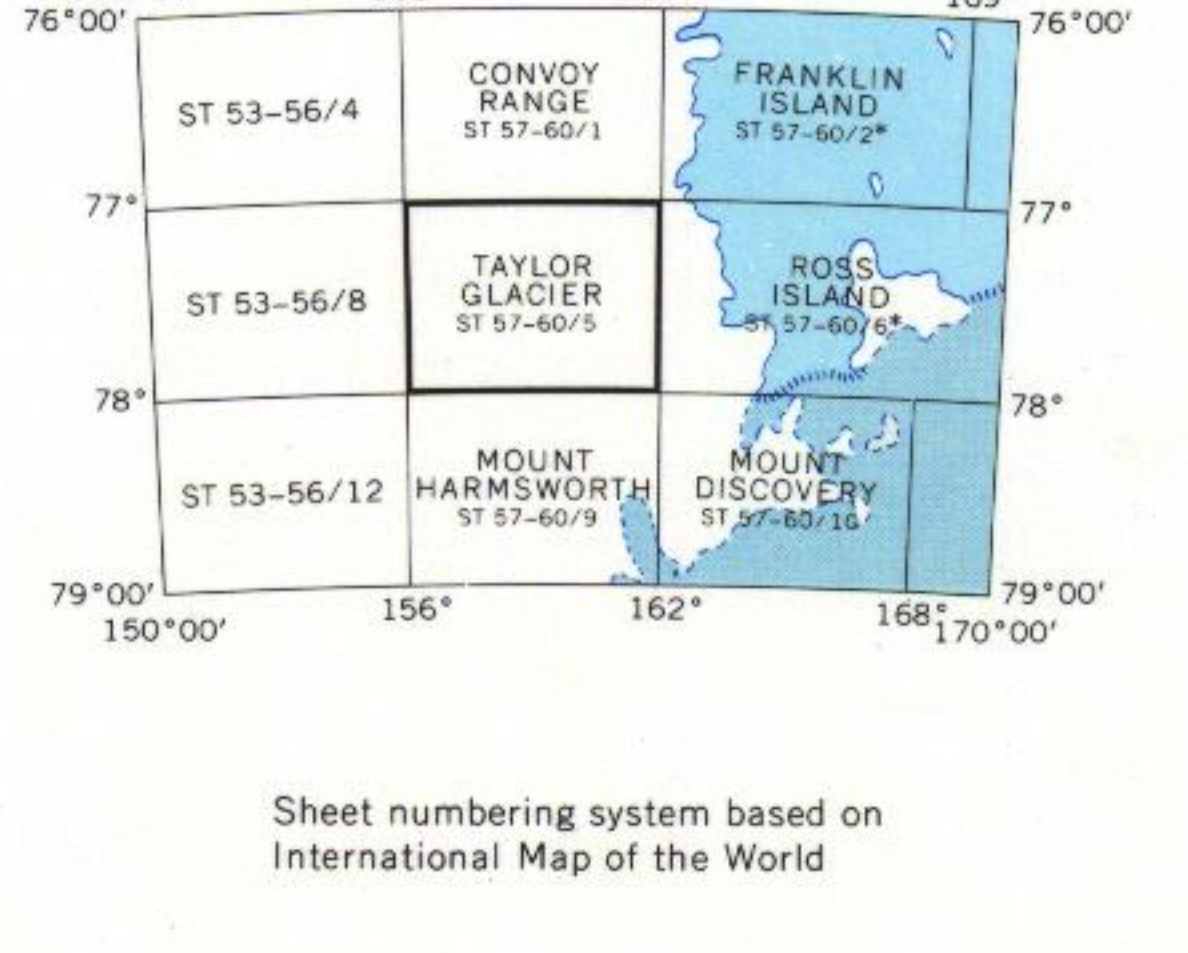 76°00′ 169° 76°00′
CONVOY
RANGE
ST 57–60/1
FRANKLIN
ISLAND
ST 57–60/2*
ST 53–56/4
77° 77°
TAYLOR
GLACIER
ST 57–60/5
ROSS
ISLAND
ST 57–60/6*
ST 53–56/8
78° 78°
MOUNT
HARMSWORTH
ST 57–60/9
MOUNT
DISCOVERY
ST 57–60/10
ST 53–56/12
79°00′ 79°00′
150°00′ 156° 162° 168° 170°00′
Sheet numbering system based on
International Map of the World